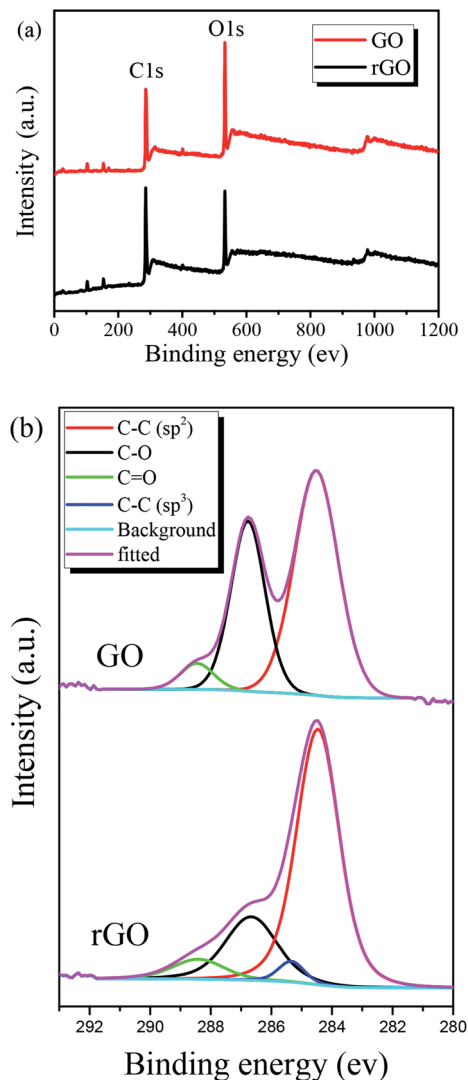 (a)
O1s
C1s
GO
rGO
Intensity (a.u.)
0 200 400 600 800 1000 1200
Binding energy (ev)
(b)
C-C (sp²)
C-O
C=O
C-C (sp³)
Background
fitted
GO
rGO
Intensity (a.u.)
292 290 288 286 284 282 280
Binding energy (ev)